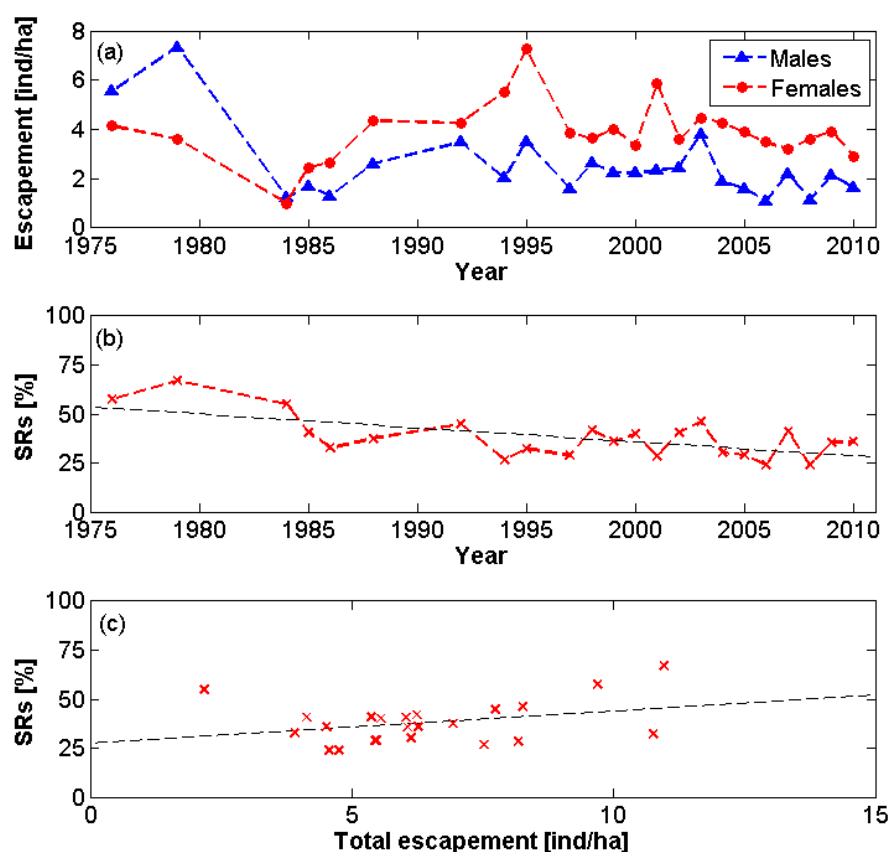 (a)
Escapement [ind/ha]
8
6
4
2
0
Males
Females
1975 1980 1985 1990 1995 2000 2005 2010
Year
(b)
SRs [%]
100
75
50
25
0
1975 1980 1985 1990 1995 2000 2005 2010
Year
(c)
SRs [%]
100
75
50
25
0
0 5 10 15
Total escapement [ind/ha]